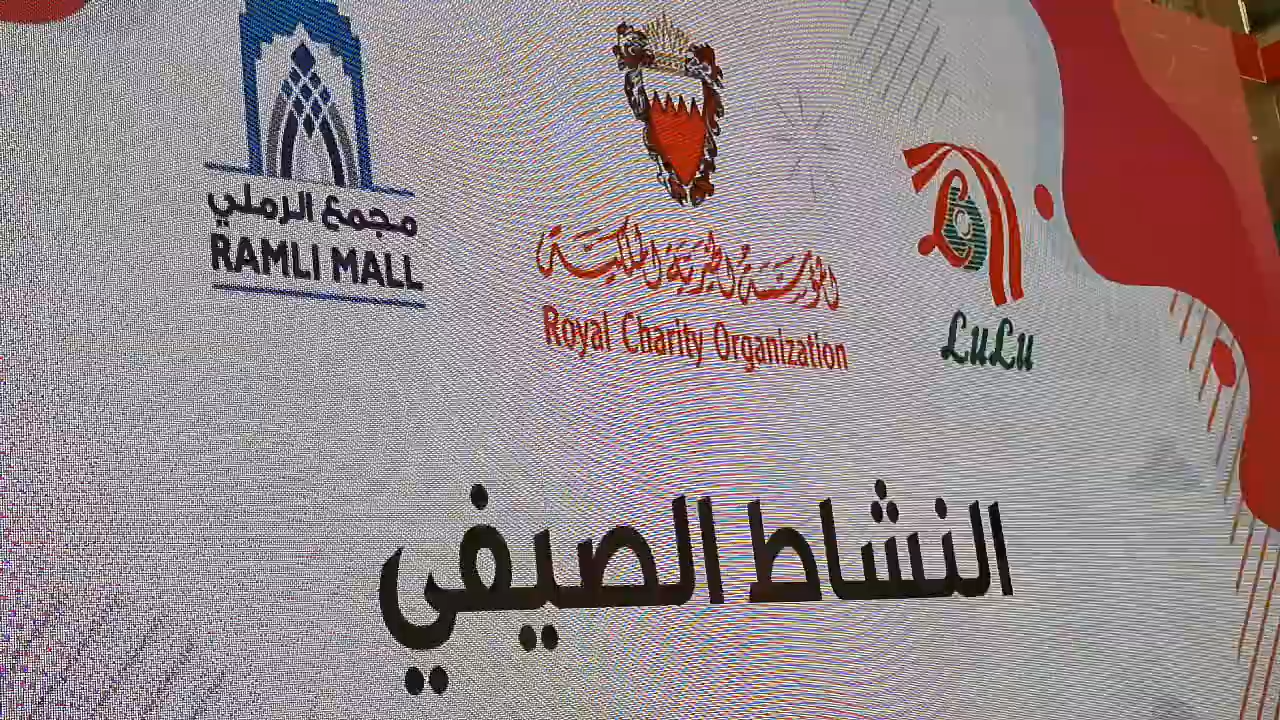 مجمع الرملي
RAMLI MALL
المؤسسة الخيرية الملكية
Royal Charity Organization
LuLu
النشاط الصيفي